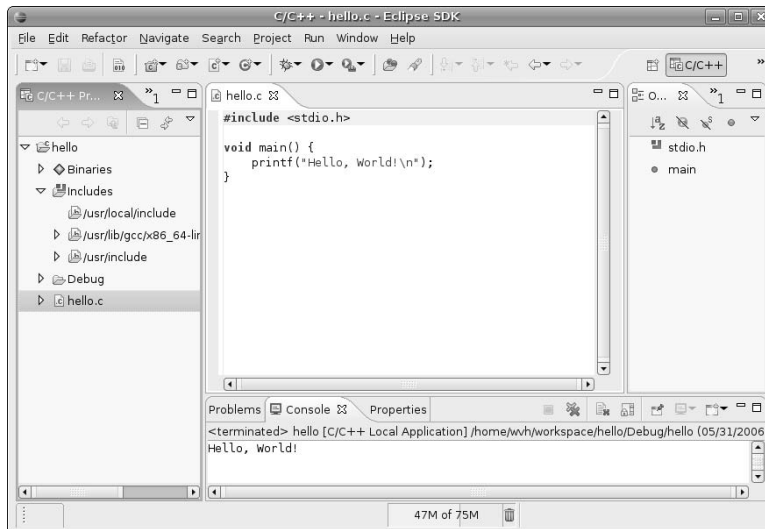 C/C++ - hello.c - Eclipse SDK
File Edit Refactor Navigate Search Project Run Window Help
C/C++ »
C/C++ Pr... »1
hello.c
O... »1
#include <stdio.h>
void main() {
printf("Hello, World!\n");
}
hello
Binaries
Includes
/usr/local/include
/usr/lib/gcc/x86_64-lir
/usr/include
Debug
hello.c
stdio.h
main
Problems Console Properties
<terminated> hello [C/C++ Local Application] /home/wvh/workspace/hello/Debug/hello (05/31/2006
Hello, World!
47M of 75M